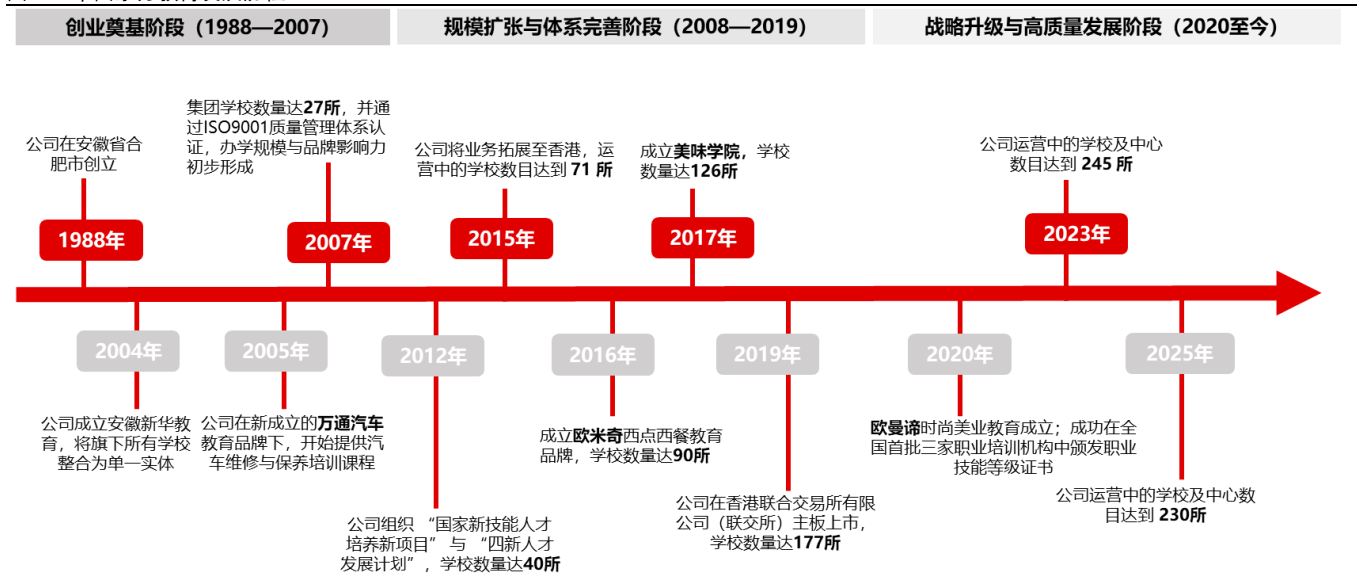 创业奠基阶段（1988—2007）
规模扩张与体系完善阶段（2008—2019）
战略升级与高质量发展阶段（2020至今）
公司在安徽省合
肥市创立
集团学校数量达27所，并通
过ISO9001质量管理体系认
证，办学规模与品牌影响力
初步形成
公司将业务拓展至香港，运
营中的学校数目达到 71 所
成立美味学院，学校
数量达126所
公司运营中的学校及中心
数目达到 245 所
1988年
2007年
2015年
2017年
2023年
2004年
2005年
2012年
2016年
2019年
2020年
2025年
公司成立安徽新华教
育，将旗下所有学校
整合为单一实体
公司在新成立的万通汽车
教育品牌下，开始提供汽
车维修与保养培训课程
公司组织 “国家新技能人才
培养新项目” 与 “四新人才
发展计划”，学校数量达40所
成立欧米奇西点西餐教育
品牌，学校数量达90所
公司在香港联合交易所有限
公司（联交所）主板上市，
学校数量达177所
欧曼谛时尚美业教育成立；成功在全
国首批三家职业培训机构中颁发职业
技能等级证书
公司运营中的学校及中心数
目达到 230所